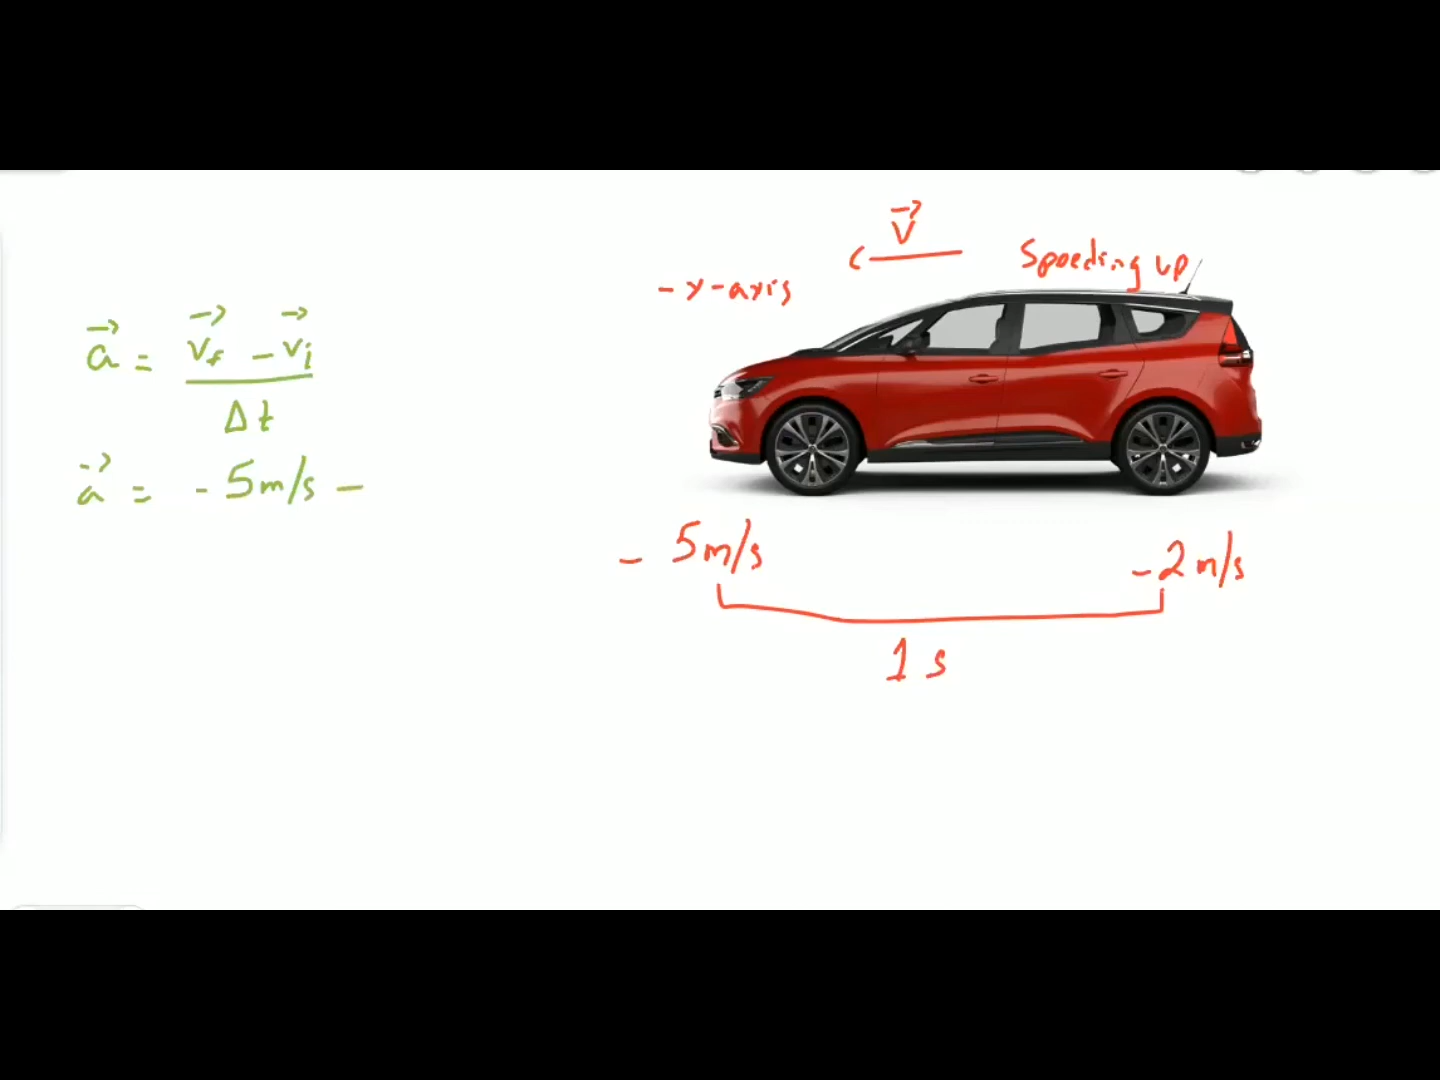 V
Speeding up
- x-axis
a = vf - vi
Δt
a = - 5m/s -
- 5m/s
- 2 m/s
1 s